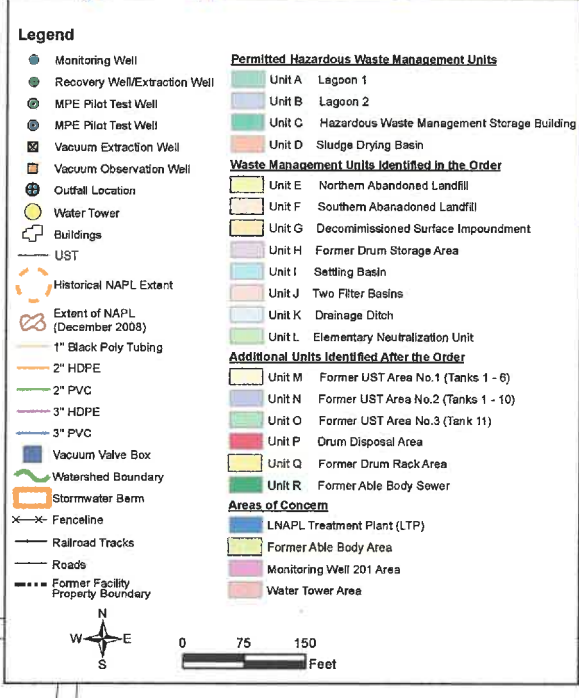 Legend
Monitoring Well
Recovery Well/Extraction Well
MPE Pilot Test Well
MPE Pilot Test Well
Vacuum Extraction Well
Vacuum Observation Well
Outfall Location
Water Tower
Buildings
UST
Historical NAPL Extent
Extent of NAPL
(December 2008)
1" Black Poly Tubing
2" HDPE
2" PVC
3" HDPE
3" PVC
Vacuum Valve Box
Watershed Boundary
Stormwater Berm
Fenceline
Railroad Tracks
Roads
Former Facility
Property Boundary
Permitted Hazardous Waste Management Units
Unit A Lagoon 1
Unit B Lagoon 2
Unit C Hazardous Waste Management Storage Building
Unit D Sludge Drying Basin
Waste Management Units Identified in the Order
Unit E Northern Abandoned Landfill
Unit F Southern Abanadoned Landfill
Unit G Decomimissioned Surface Impoundment
Unit H Former Drum Storage Area
Unit I Settling Basin
Unit J Two Filter Basins
Unit K Drainage Ditch
Unit L Elementary Neutralization Unit
Additional Units Identified After the Order
Unit M Former UST Area No.1 (Tanks 1 - 6)
Unit N Former UST Area No.2 (Tanks 1 - 10)
Unit O Former UST Area No.3 (Tank 11)
Unit P Drum Disposal Area
Unit Q Former Drum Rack Area
Unit R Former Able Body Sewer
Areas of Concern
LNAPL Treatment Plant (LTP)
Former Able Body Area
Monitoring Well 201 Area
Water Tower Area
N
W E
S
0 75 150
Feet